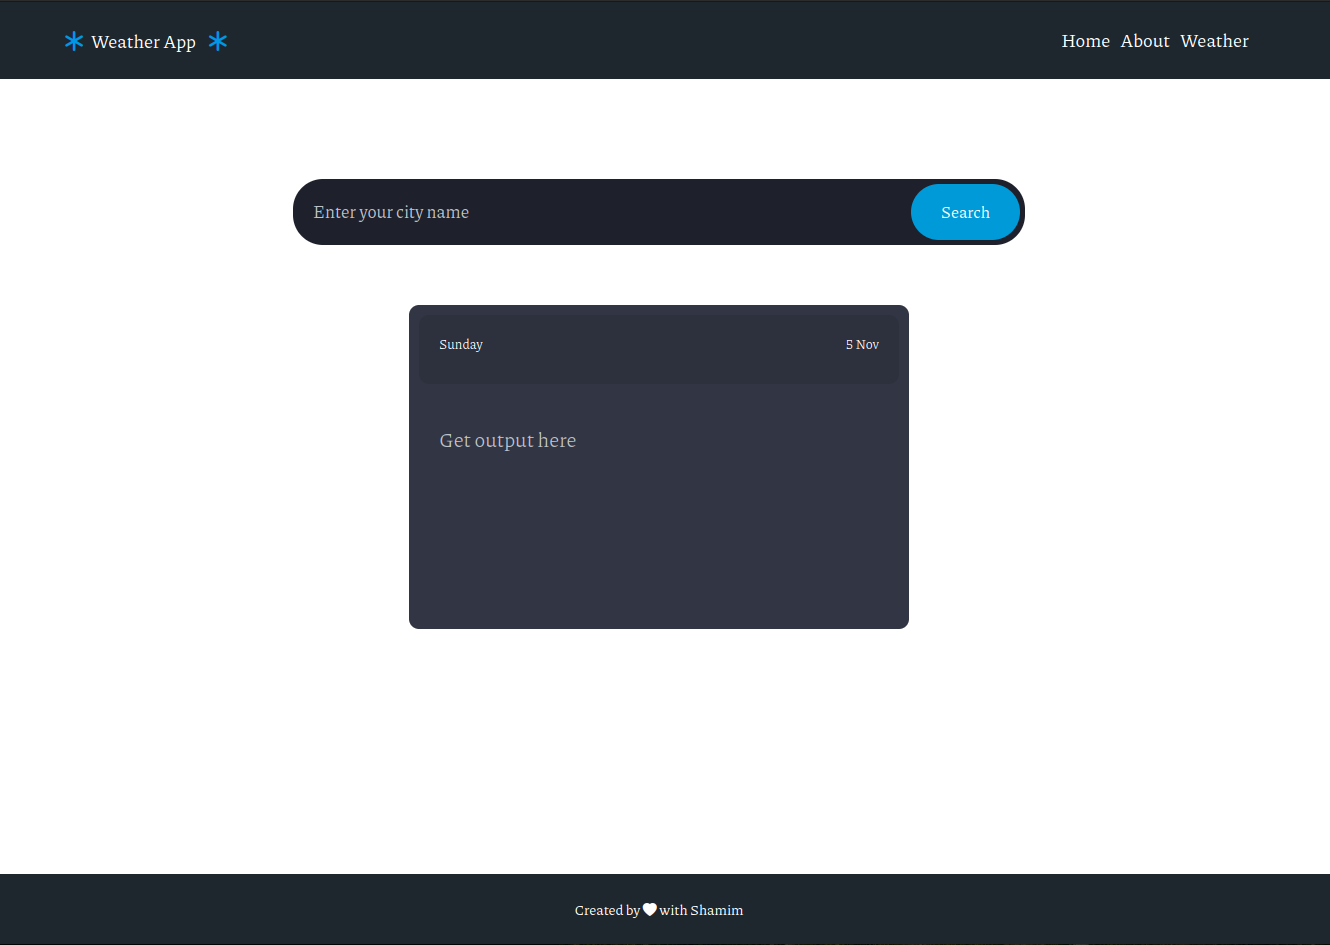 Weather App
Home About Weather
Enter your city name
Search
Sunday
5 Nov
Get output here
Created by with Shamim